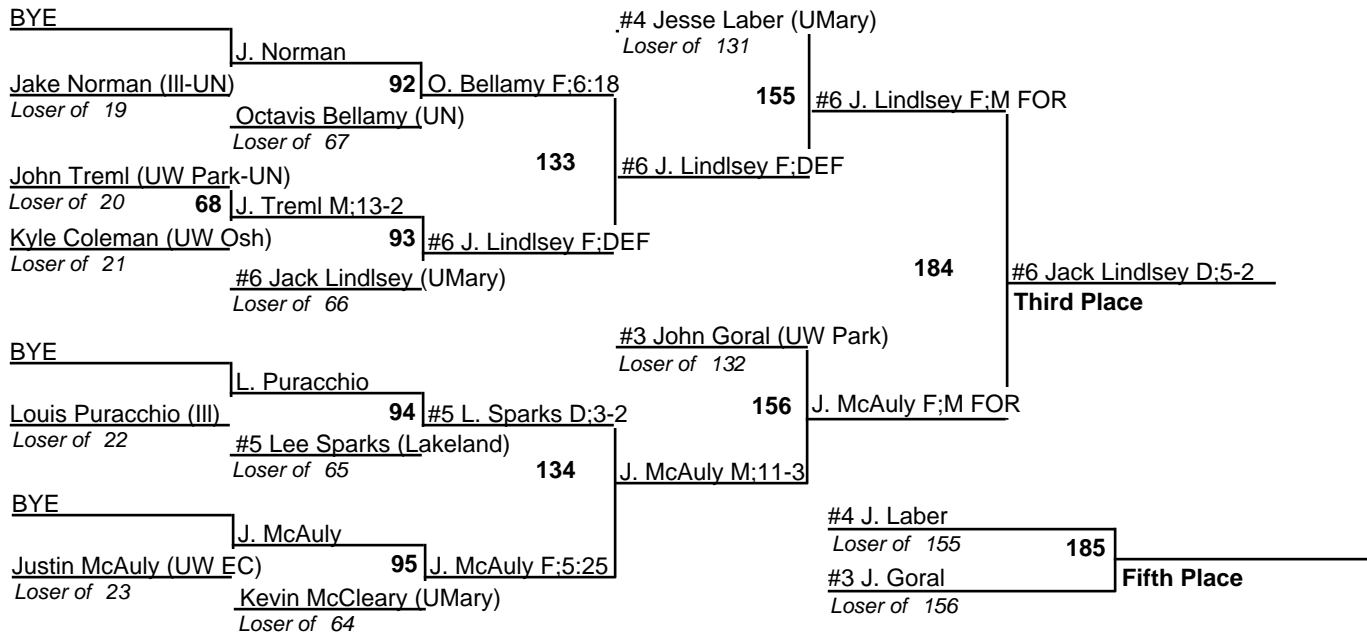 BYE
#4 Jesse Laber (UMary)
Loser of 131
J. Norman
Jake Norman (Ill-UN)
Loser of 19
92
O. Bellamy F;6:18
155
#6 J. Lindlsey F;M FOR
Octavis Bellamy (UN)
Loser of 67
133
#6 J. Lindlsey F;DEF
John Treml (UW Park-UN)
Loser of 20
68
J. Treml M;13-2
Kyle Coleman (UW Osh)
Loser of 21
93
#6 J. Lindlsey F;DEF
184
#6 Jack Lindlsey D;5-2
Third Place
#6 Jack Lindlsey (UMary)
Loser of 66
#3 John Goral (UW Park)
Loser of 132
BYE
L. Puracchio
Louis Puracchio (Ill)
Loser of 22
94
#5 L. Sparks D;3-2
156
J. McAuly F;M FOR
#5 Lee Sparks (Lakeland)
Loser of 65
134
J. McAuly M;11-3
BYE
J. McAuly
#4 J. Laber
Loser of 155
185
Fifth Place
Justin McAuly (UW EC)
Loser of 23
95
J. McAuly F;5:25
#3 J. Goral
Loser of 156
Kevin McCleary (UMary)
Loser of 64